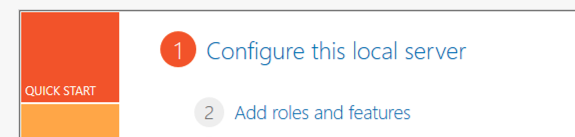 1 Configure this local server
QUICK START
2 Add roles and features